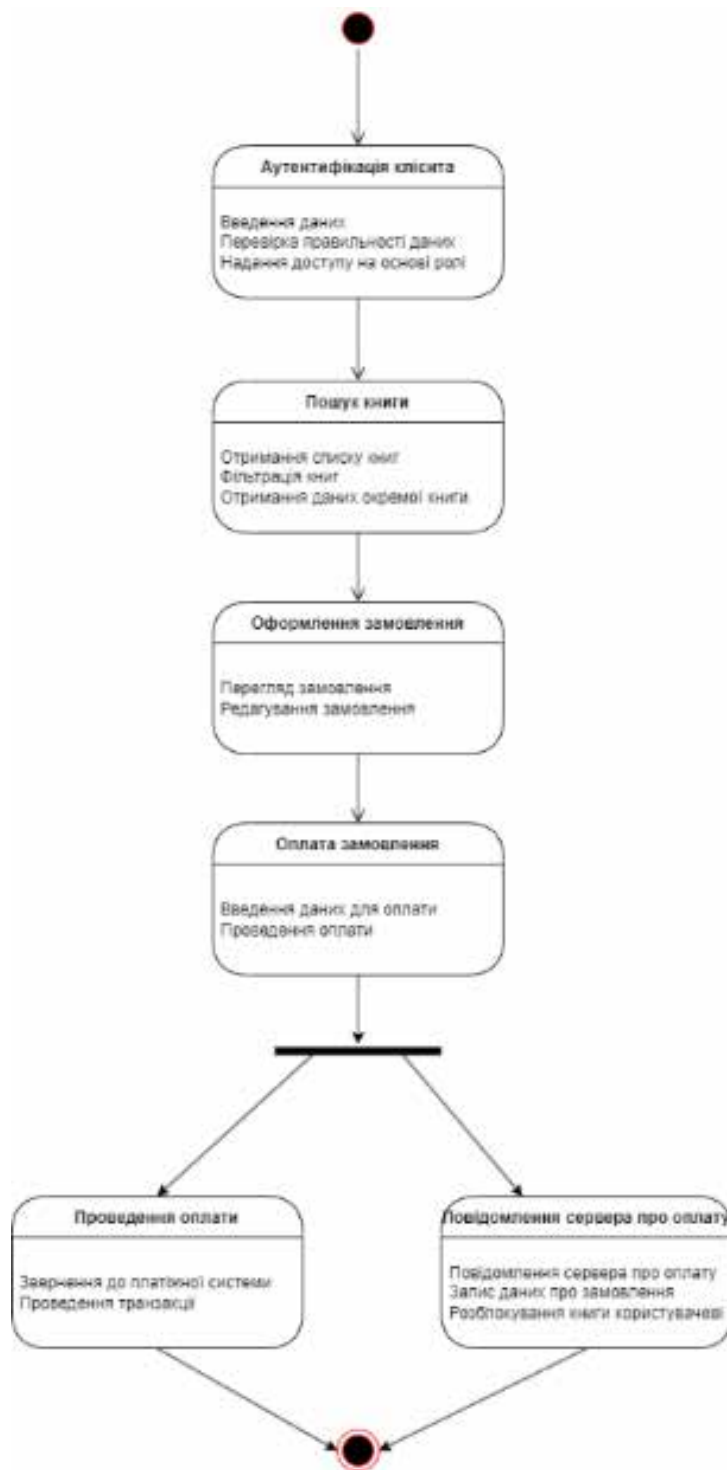 Аутентифікація клієнта
Введення даних
Перевірка правильності даних
Надання доступу на основі ролі
Пошук книги
Отримання списку книг
Фільтрація книг
Отримання даних окремої книги
Оформлення замовлення
Перегляд замовлення
Редагування замовлення
Оплата замовлення
Введення даних для оплати
Проведення оплати
Проведення оплати
Звернення до платіжної системи
Проведення транзакції
Повідомлення сервера про оплату
Повідомлення сервера про оплату
Запис даних про замовлення
Розблокування книги користувачеві